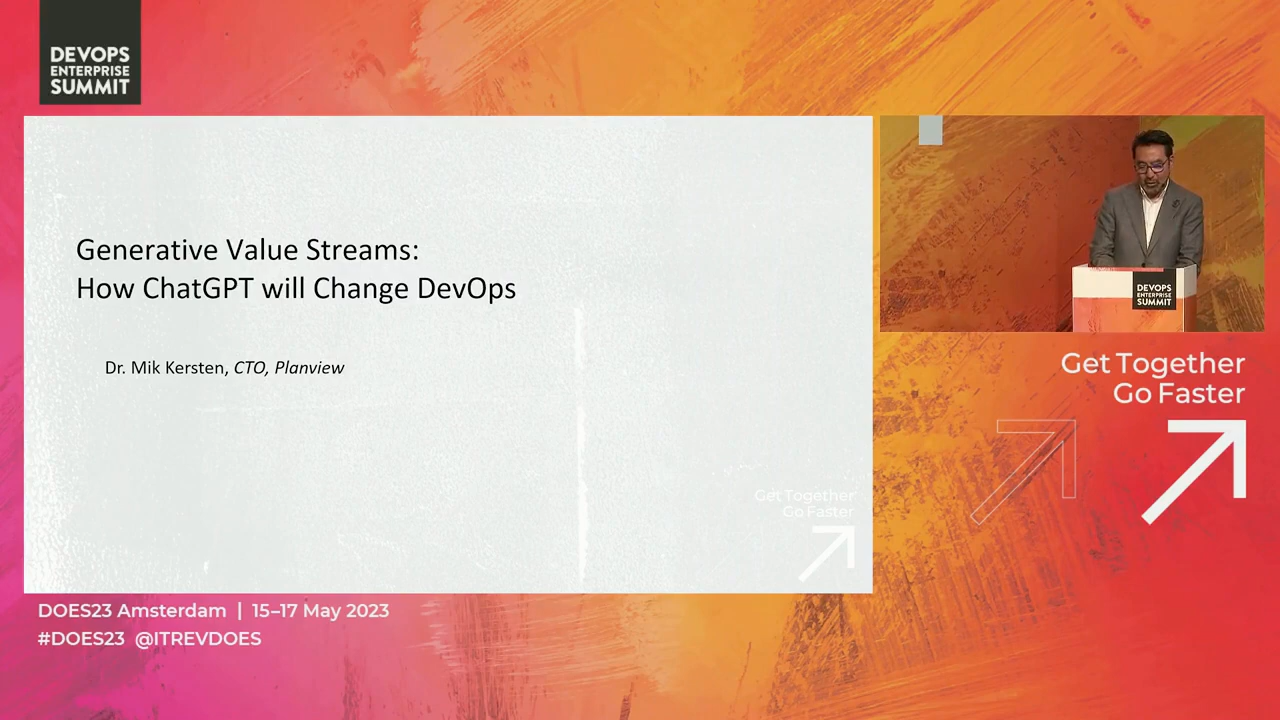 DEVOPS
ENTERPRISE
SUMMIT
Generative Value Streams:
How ChatGPT will Change DevOps
Dr. Mik Kersten, CTO, Planview
Get Together
Go Faster
DEVOPS
ENTERPRISE
SUMMIT
Get Together
Go Faster
DOES23 Amsterdam | 15–17 May 2023
#DOES23 @ITREVDOES